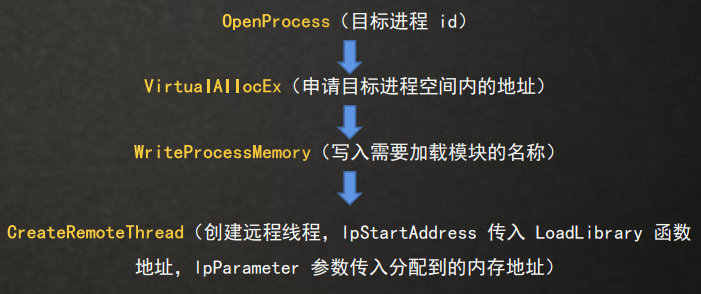 OpenProcess（目标进程 id）
VirtualAllocEx（申请目标进程空间内的地址）
WriteProcessMemory（写入需要加载模块的名称）
CreateRemoteThread（创建远程线程，lpStartAddress 传入 LoadLibrary 函数
地址，lpParameter 参数传入分配到的内存地址）